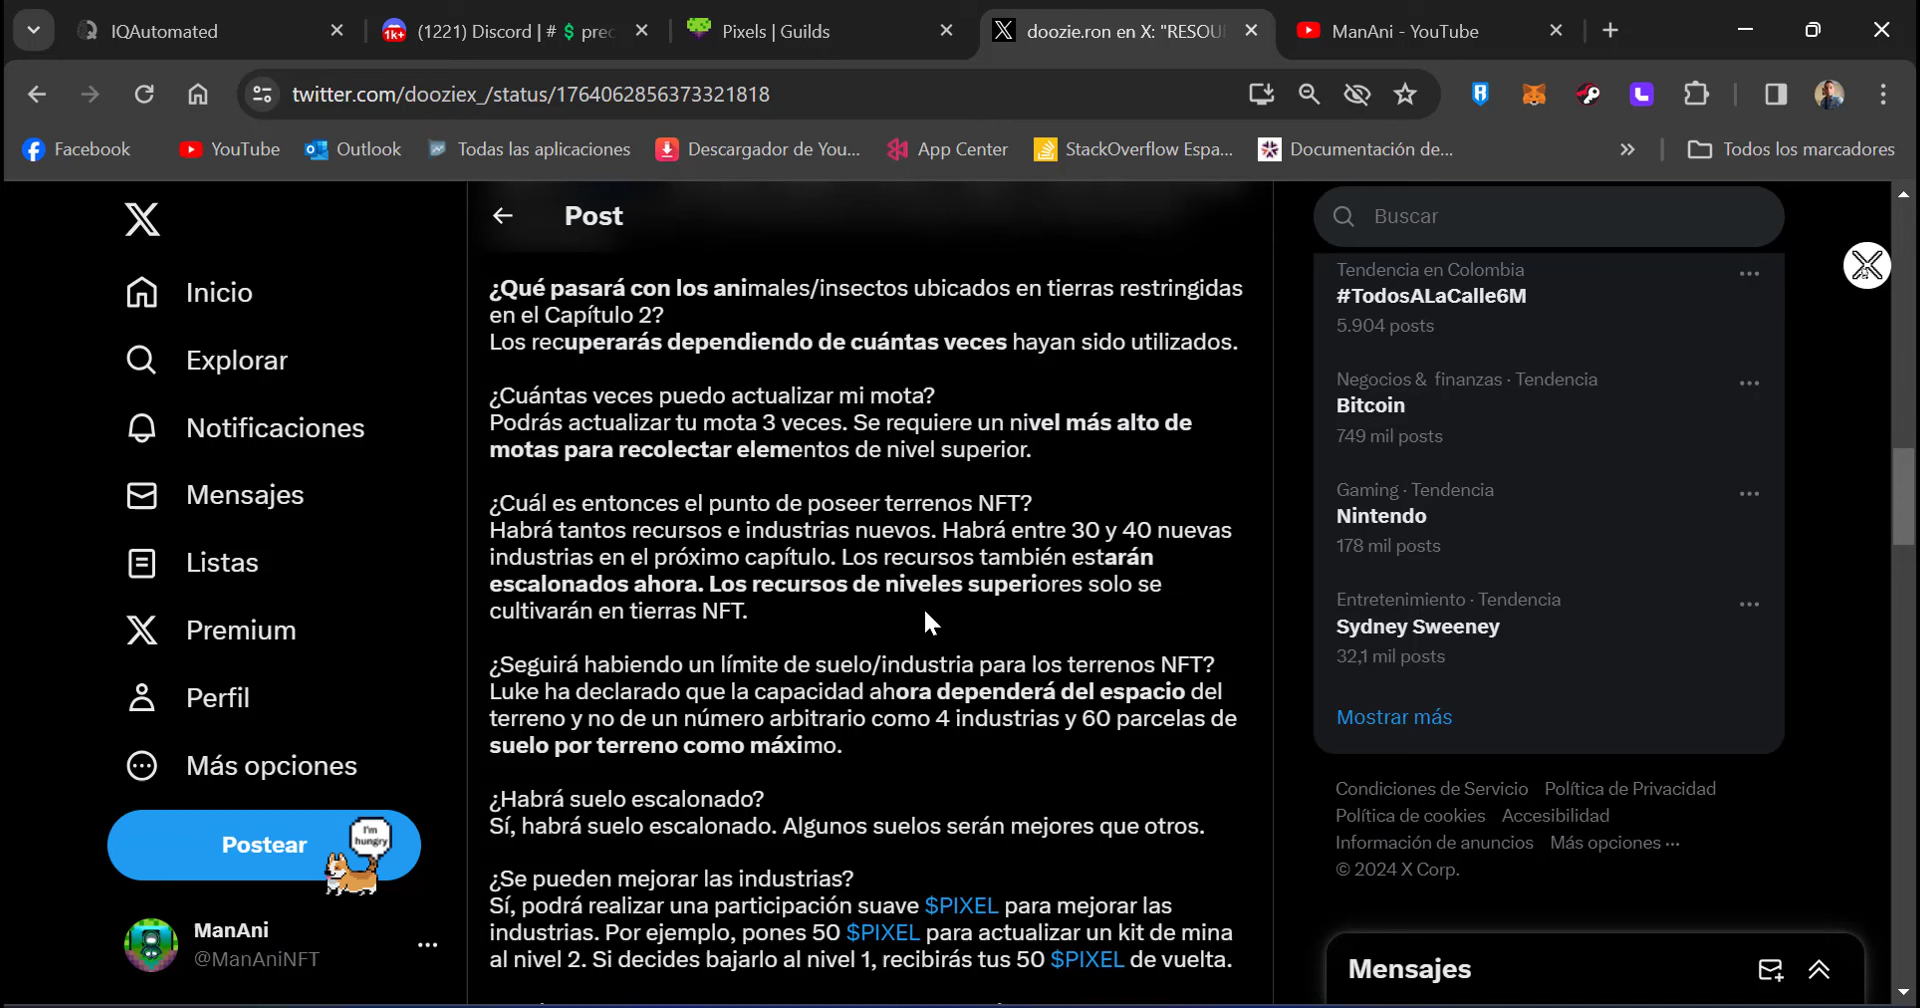 IQAutomated
(1221) Discord | # $ prec
Pixels | Guilds
doozie.ron en X: "RESOU
ManAni - YouTube
twitter.com/dooziex_/status/1764062856373321818
Facebook
YouTube
Outlook
Todas las aplicaciones
Descargador de You...
App Center
StackOverflow Espa...
Documentación de...
»
Todos los marcadores
Inicio
Explorar
Notificaciones
Mensajes
Listas
Premium
Perfil
Más opciones
Postear
I'm
hungry
ManAni
@ManAniNFT
Post
¿Qué pasará con los animales/insectos ubicados en tierras restringidas
en el Capítulo 2?
Los recuperarás dependiendo de cuántas veces hayan sido utilizados.
¿Cuántas veces puedo actualizar mi mota?
Podrás actualizar tu mota 3 veces. Se requiere un nivel más alto de
motas para recolectar elementos de nivel superior.
¿Cuál es entonces el punto de poseer terrenos NFT?
Habrá tantos recursos e industrias nuevos. Habrá entre 30 y 40 nuevas
industrias en el próximo capítulo. Los recursos también estarán
escalonados ahora. Los recursos de niveles superiores solo se
cultivarán en tierras NFT.
¿Seguirá habiendo un límite de suelo/industria para los terrenos NFT?
Luke ha declarado que la capacidad ahora dependerá del espacio del
terreno y no de un número arbitrario como 4 industrias y 60 parcelas de
suelo por terreno como máximo.
¿Habrá suelo escalonado?
Sí, habrá suelo escalonado. Algunos suelos serán mejores que otros.
¿Se pueden mejorar las industrias?
Sí, podrá realizar una participación suave $PIXEL para mejorar las
industrias. Por ejemplo, pones 50 $PIXEL para actualizar un kit de mina
al nivel 2. Si decides bajarlo al nivel 1, recibirás tus 50 $PIXEL de vuelta.
Buscar
Tendencia en Colombia
#TodosALaCalle6M
5.904 posts
Negocios & finanzas · Tendencia
Bitcoin
749 mil posts
Gaming · Tendencia
Nintendo
178 mil posts
Entretenimiento · Tendencia
Sydney Sweeney
32,1 mil posts
Mostrar más
Condiciones de Servicio Política de Privacidad
Política de cookies Accesibilidad
Información de anuncios Más opciones ···
© 2024 X Corp.
Mensajes